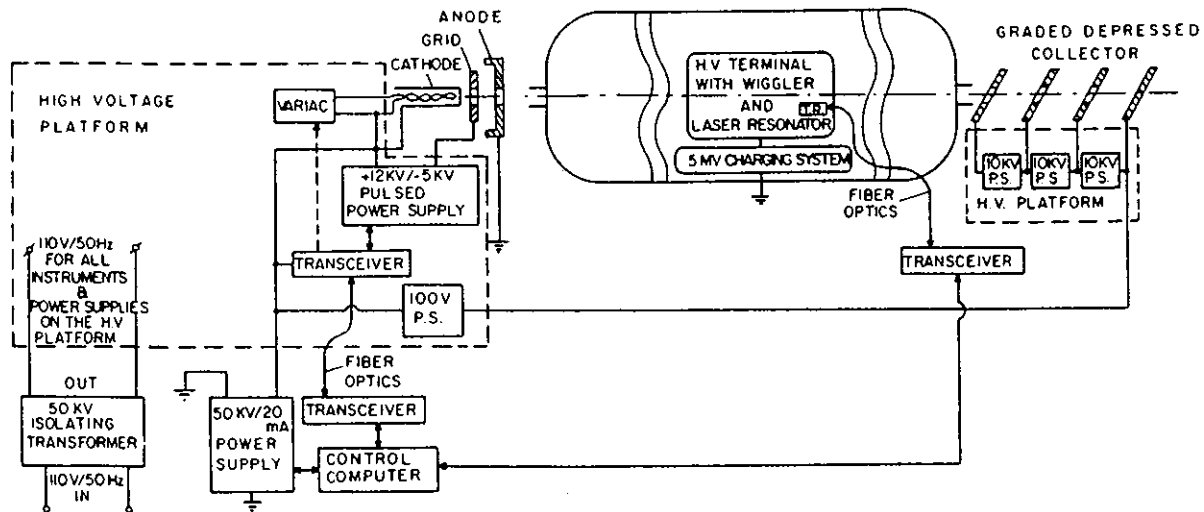 ANODE
GRID
CATHODE
HIGH VOLTAGE
PLATFORM
VARIAC
+12KV/-5KV
PULSED
POWER SUPPLY
110V/50Hz
FOR ALL
INSTRUMENTS
&
POWER SUPPLIES
ON THE H.V
PLATFORM
TRANSCEIVER
100V
P.S.
FIBER
OPTICS
OUT
50KV
ISOLATING
TRANSFORMER
110V/50Hz
IN
50KV/20
mA
POWER
SUPPLY
TRANSCEIVER
CONTROL
COMPUTER
H.V TERMINAL
WITH WIGGLER
AND
T.R.
LASER RESONATOR
5 MV CHARGING SYSTEM
FIBER
OPTICS
TRANSCEIVER
GRADED DEPRESSED
COLLECTOR
10KV
P.S.
10KV
P.S
10KV
P.S.
H.V. PLATFORM